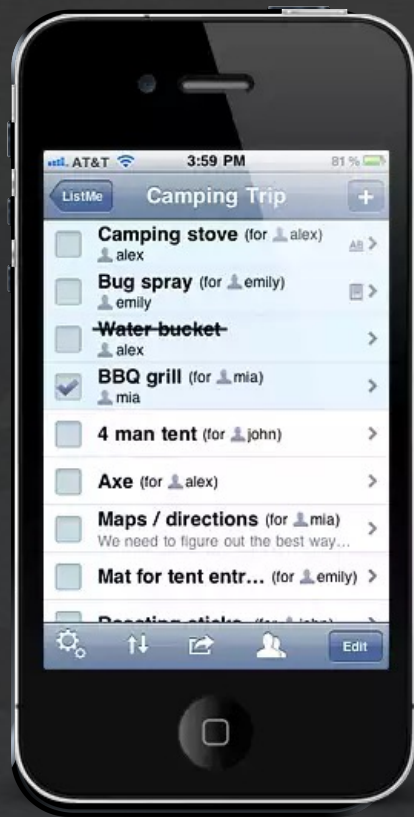 AT&T 3:59 PM 81 %
ListMe Camping Trip +
Camping stove (for alex)
alex
AB
Bug spray (for emily)
emily
Water bucket
alex
BBQ grill (for mia)
mia
4 man tent (for john)
Axe (for alex)
Maps / directions (for mia)
We need to figure out the best way...
Mat for tent entr... (for emily)
Edit